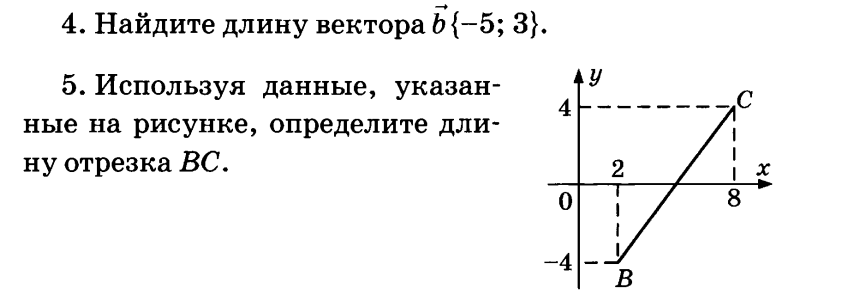 4. Найдите длину вектора b⃗{−5; 3}.
5. Используя данные, указан-
ные на рисунке, определите дли-
ну отрезка BC.
y
4
C
2
x
0
8
−4
B